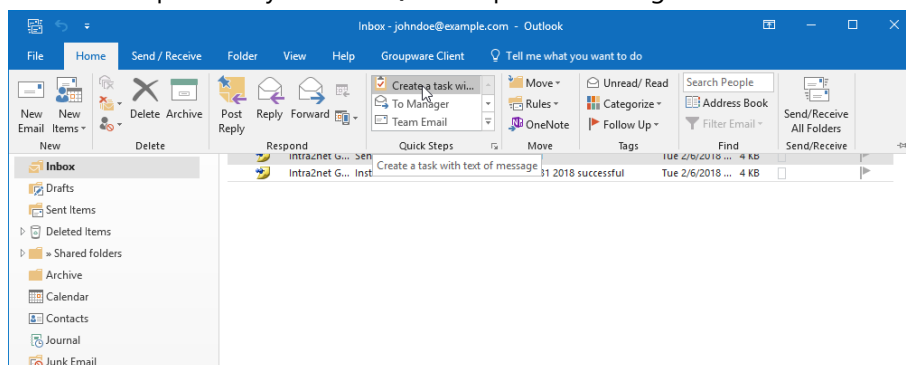 Inbox - johndoe@example.com - Outlook
File Home Send / Receive Folder View Help Groupware Client Tell me what you want to do
Create a task wi...
To Manager
Team Email
Move
Rules
OneNote
Unread/ Read
Categorize
Follow Up
Search People
Address Book
Filter Email
New Email
New Items
Delete Archive
Post Reply
Reply Forward
Send/Receive All Folders
New Delete Respond Quick Steps Move Tags Find Send/Receive
Inbox
Intra2net G... Sen Tue 2/6/2018 ... 4 KB
Create a task with text of message
Intra2net G... Inst 31 2018 successful Tue 2/6/2018 ... 4 KB
Drafts
Sent Items
Deleted Items
» Shared folders
Archive
Calendar
Contacts
Journal
Junk Email